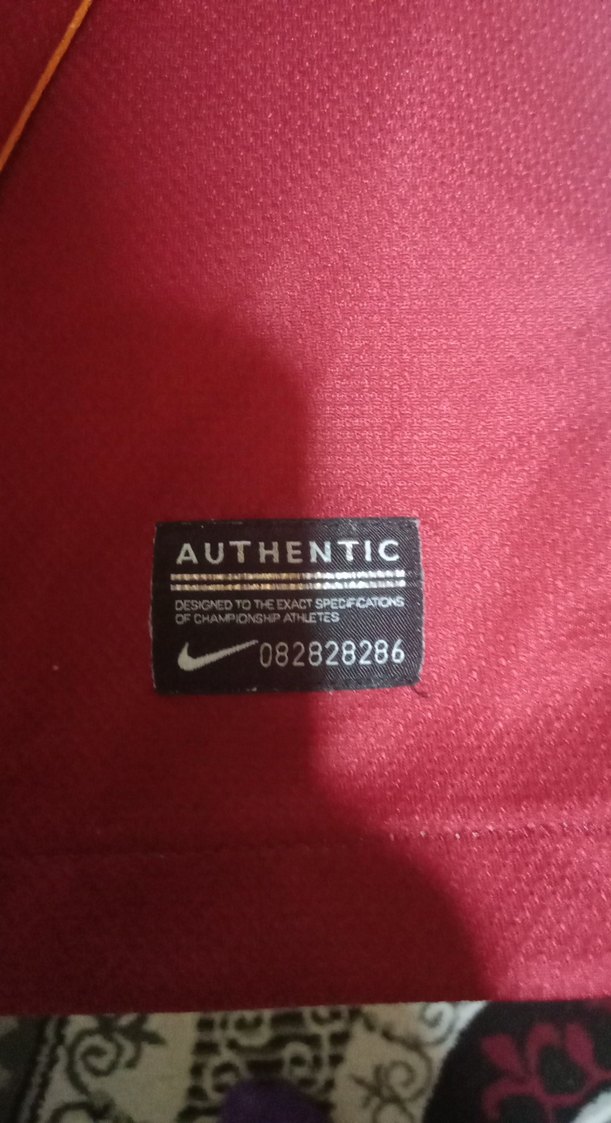 AUTHENTIC
DESIGNED TO THE EXACT SPECIFICATIONS
OF CHAMPIONSHIP ATHLETES
082828286